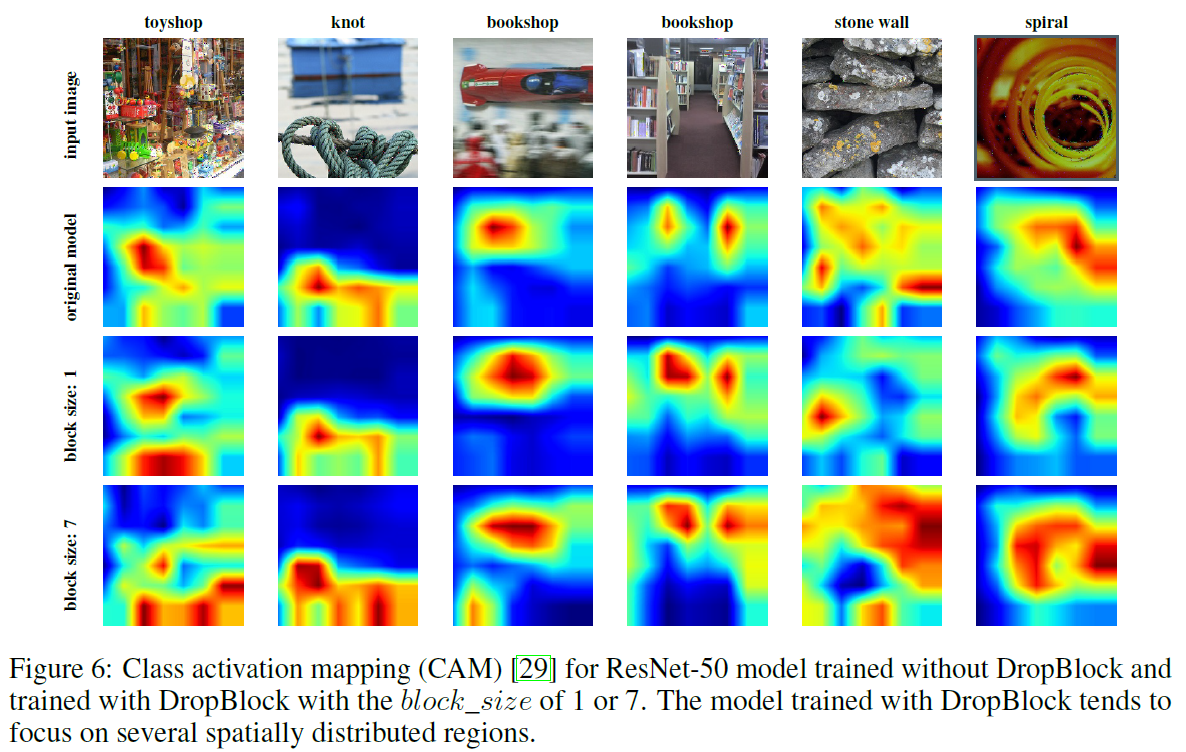 toyshop knot bookshop bookshop stone wall spiral
input image
original model
block size: 1
block size: 7
Figure 6: Class activation mapping (CAM) [29] for ResNet-50 model trained without DropBlock and
trained with DropBlock with the block_size of 1 or 7. The model trained with DropBlock tends to
focus on several spatially distributed regions.